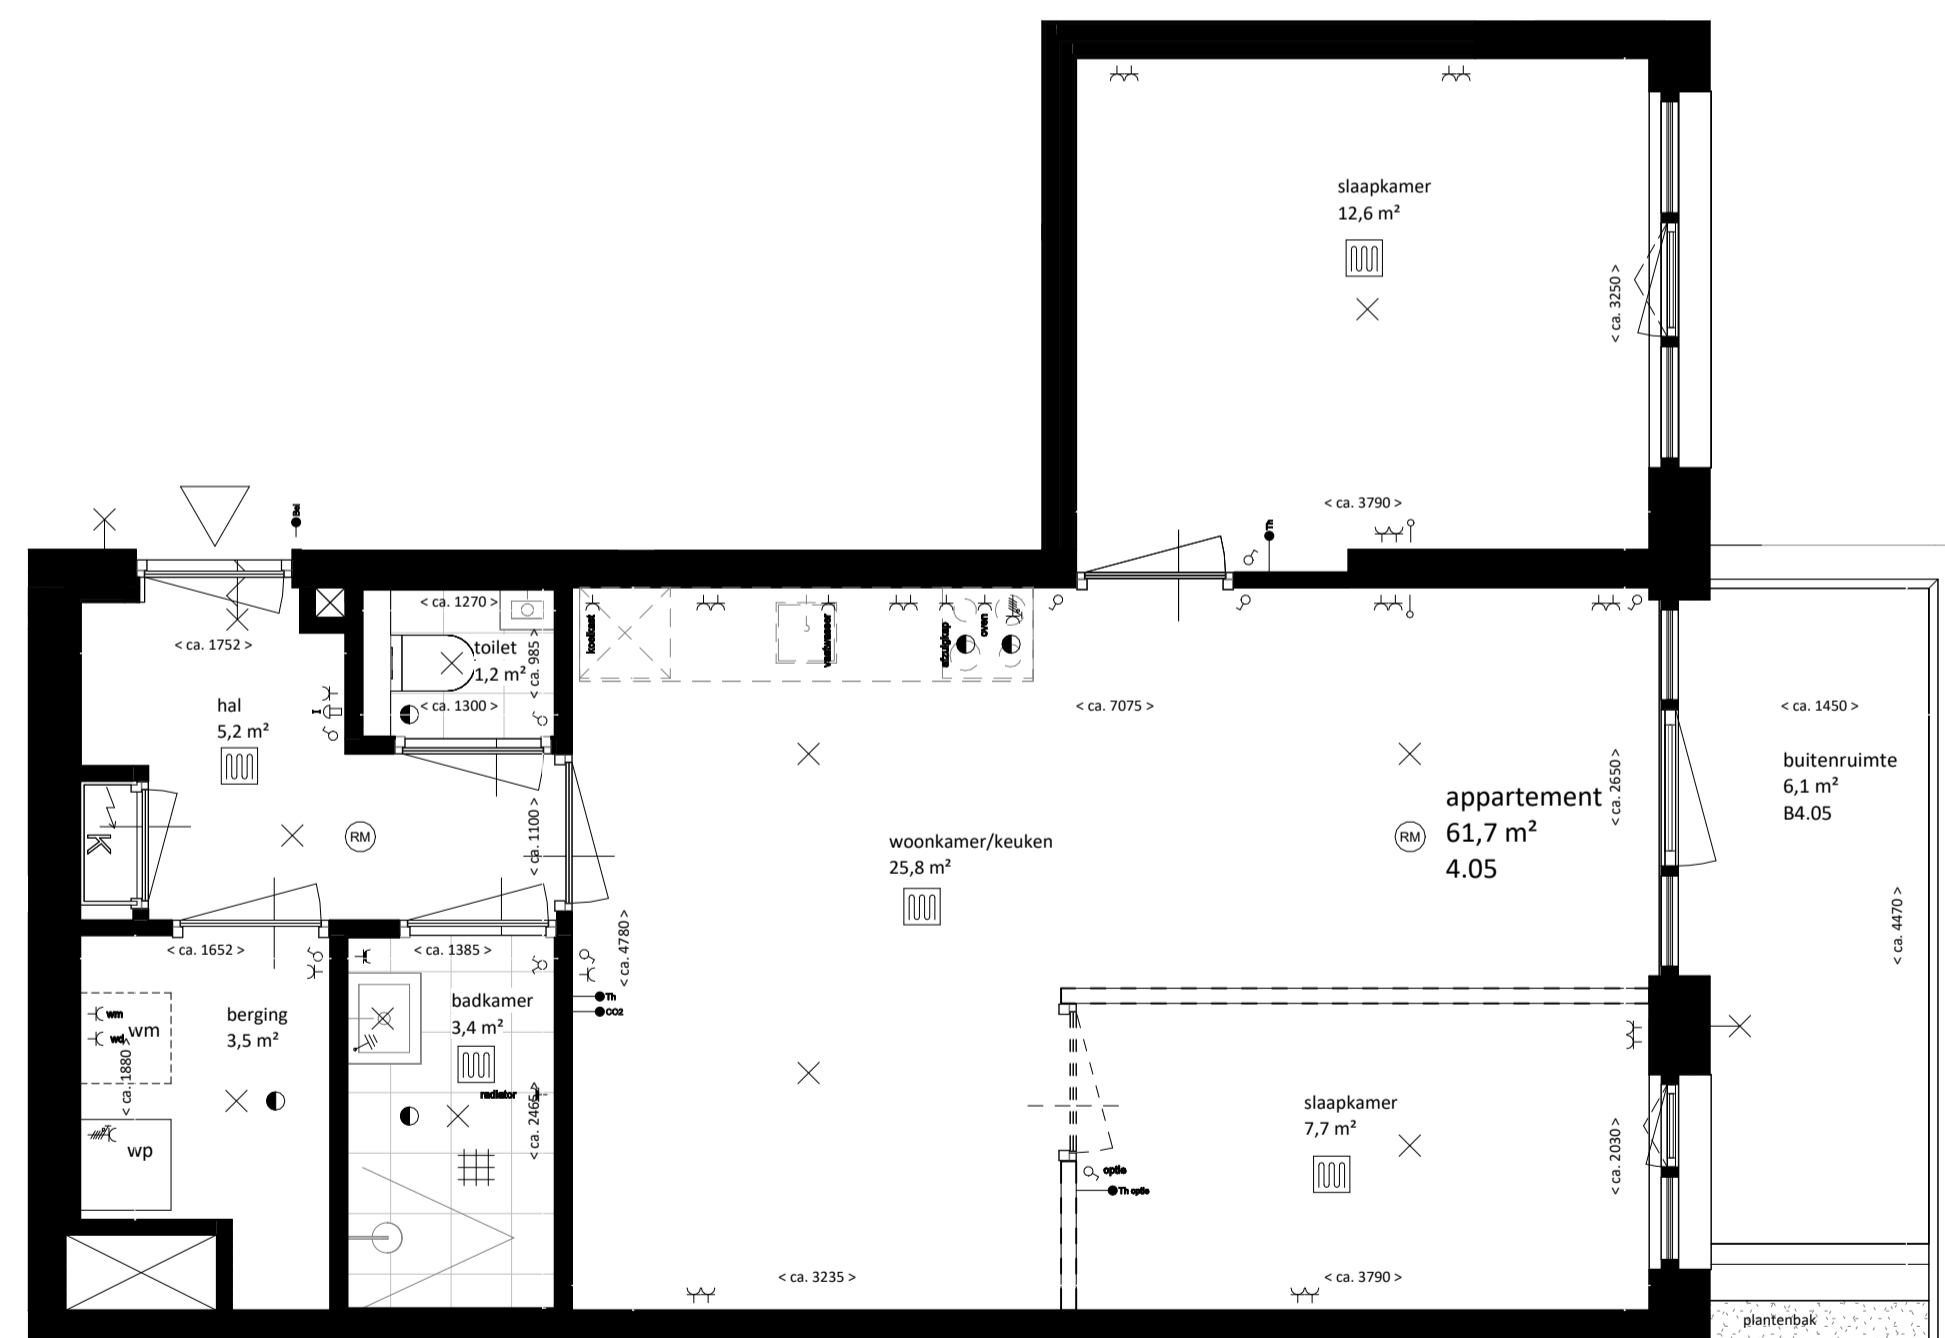 slaapkamer
12,6 m²
< ca. 3250 >
< ca. 3790 >
Bel
Th
< ca. 1270 >
< ca. 985 >
toilet
1,2 m²
< ca. 1300 >
< ca. 1752 >
hal
5,2 m²
koelkast
vaatwasser
afzuigkap
oven
< ca. 7075 >
< ca. 1450 >
buitenruimte
6,1 m²
B4.05
appartement
61,7 m²
4.05
< ca. 2650 >
RM
RM
woonkamer/keuken
25,8 m²
< ca. 1100 >
K
< ca. 4780 >
< ca. 4470 >
< ca. 1652 >
< ca. 1385 >
Th
CO2
berging
3,5 m²
wm
wd
wm
< ca. 1880 >
wp
badkamer
3,4 m²
radiator
< ca. 2465 >
slaapkamer
7,7 m²
< ca. 2030 >
optie
Th optie
< ca. 3235 >
< ca. 3790 >
plantenbak